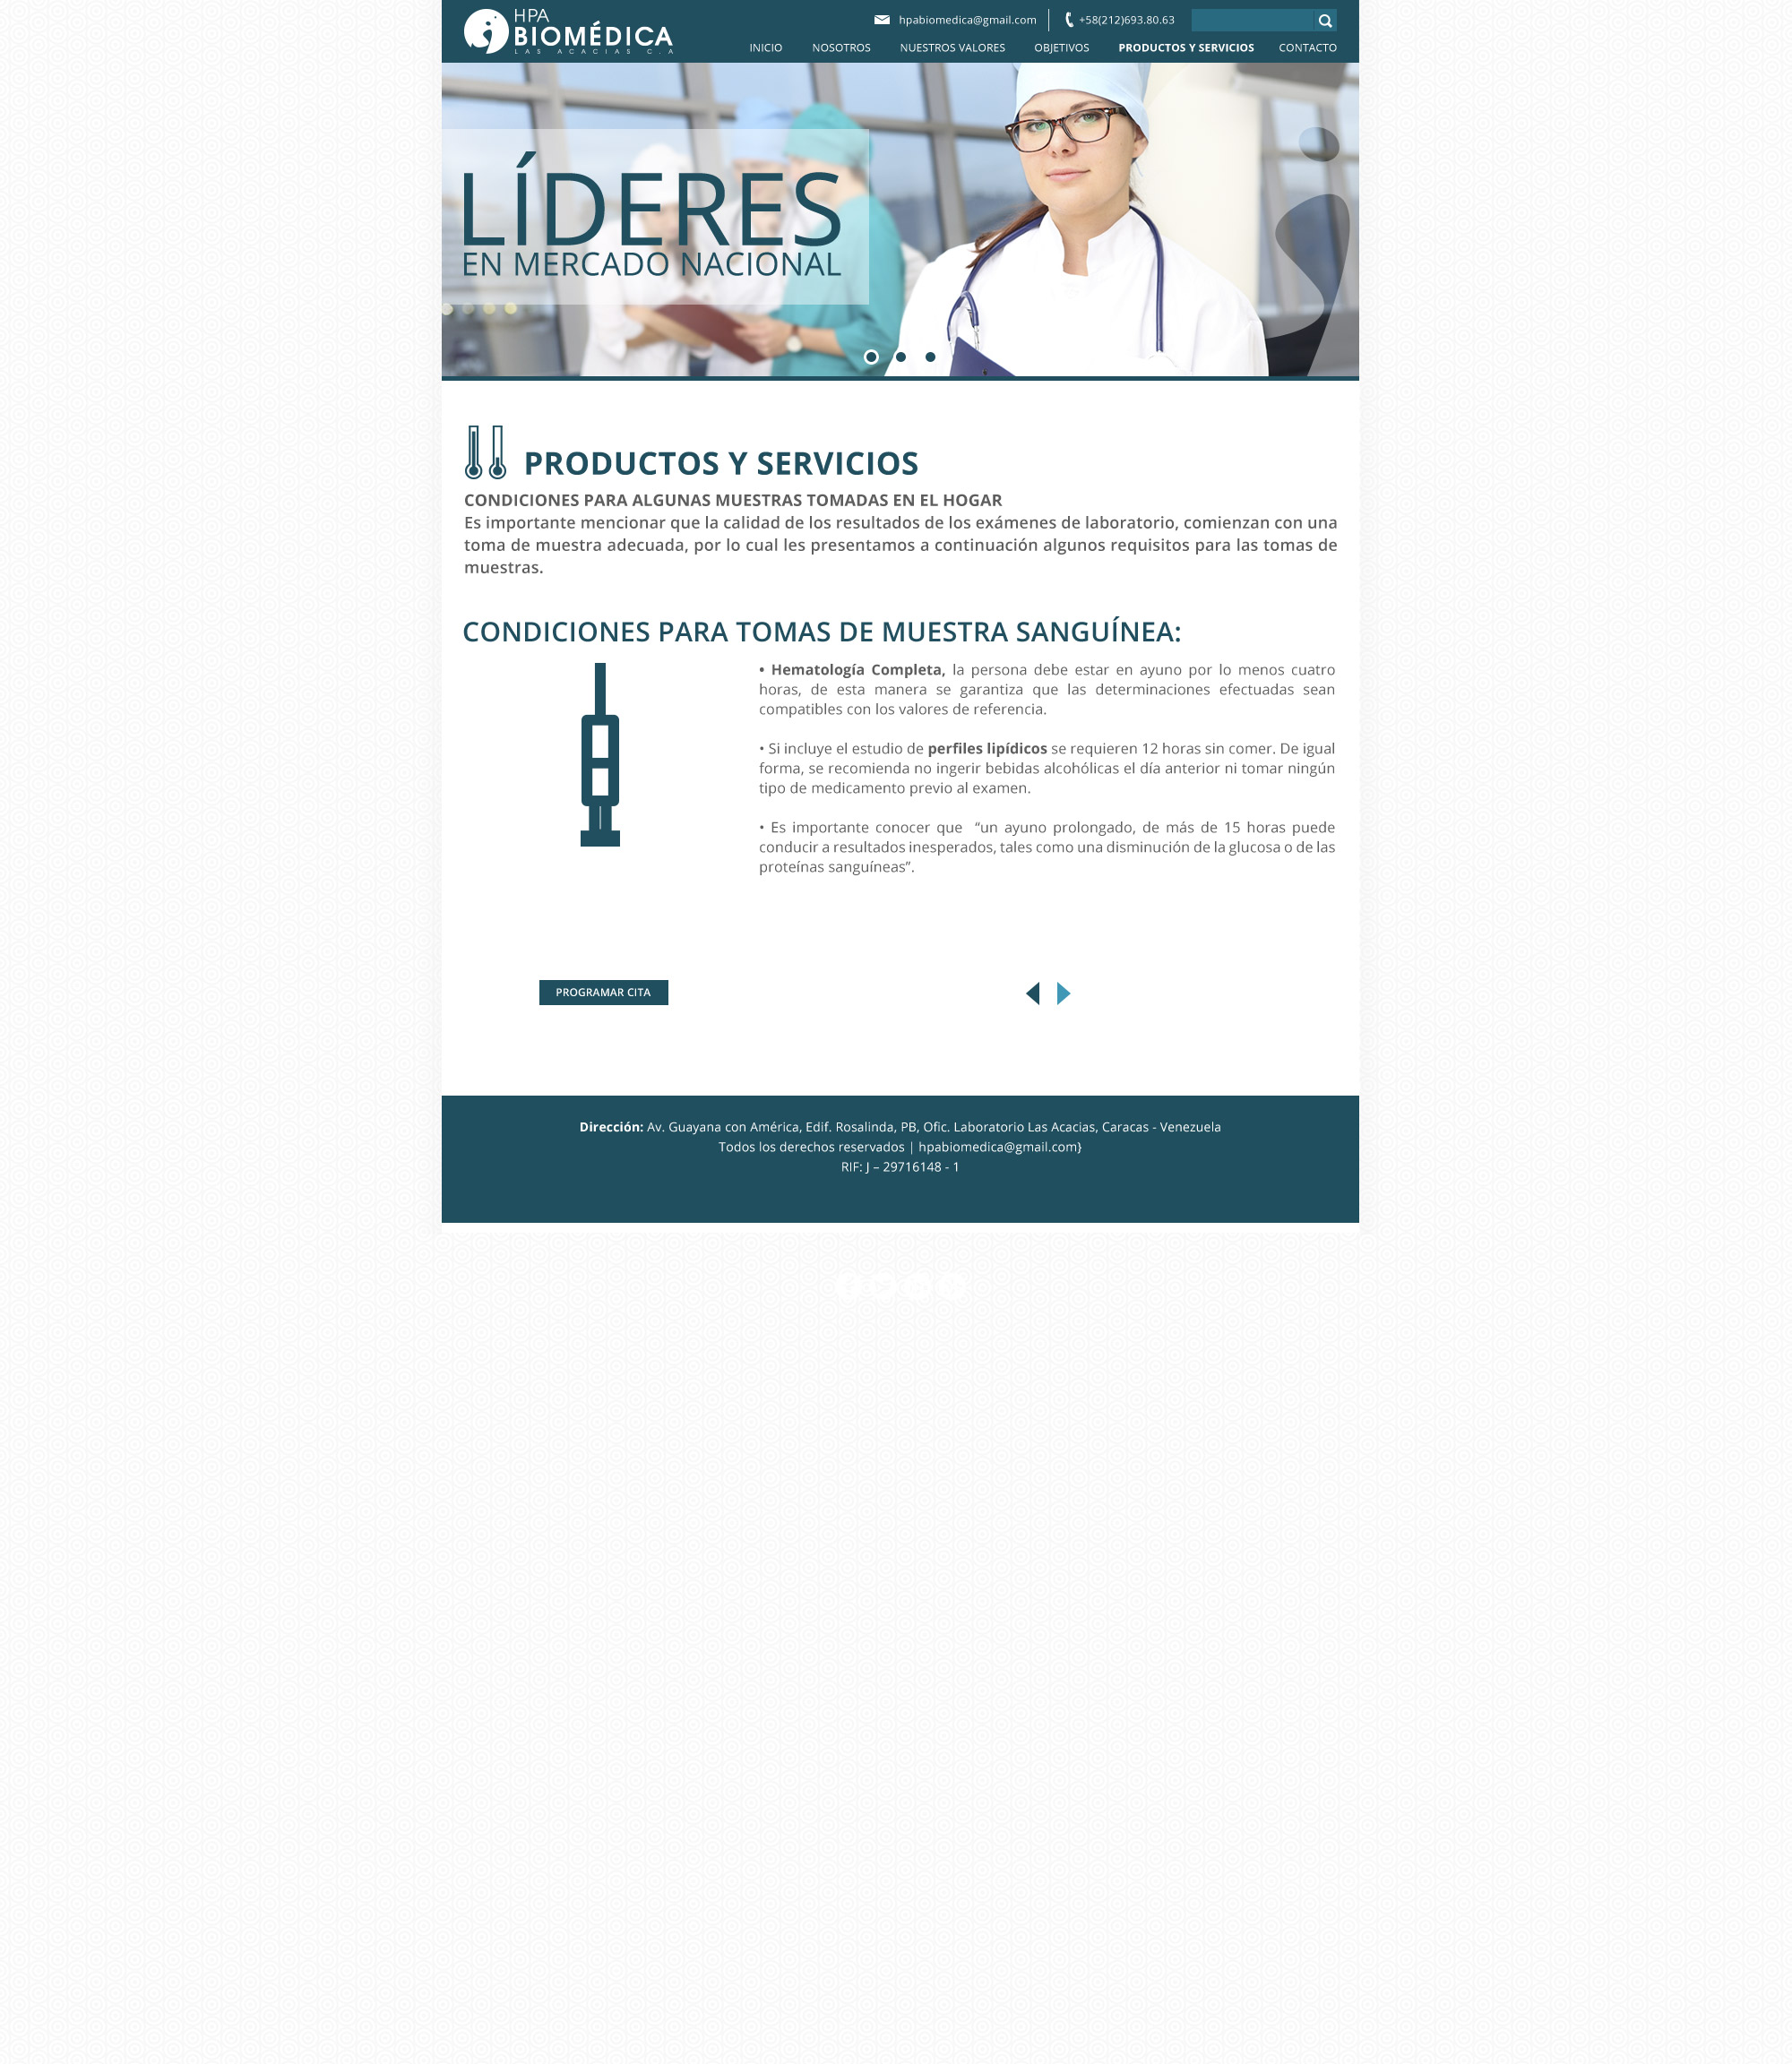 HPA
BIOMÉDICA
LAS ACACIAS C.A
hpabiomedica@gmail.com
+58(212)693.80.63
INICIO NOSOTROS NUESTROS VALORES OBJETIVOS PRODUCTOS Y SERVICIOS CONTACTO
LÍDERES
EN MERCADO NACIONAL
PRODUCTOS Y SERVICIOS
CONDICIONES PARA ALGUNAS MUESTRAS TOMADAS EN EL HOGAR
Es importante mencionar que la calidad de los resultados de los exámenes de laboratorio, comienzan con una
toma de muestra adecuada, por lo cual les presentamos a continuación algunos requisitos para las tomas de
muestras.
CONDICIONES PARA TOMAS DE MUESTRA SANGUÍNEA:
• Hematología Completa, la persona debe estar en ayuno por lo menos cuatro
horas, de esta manera se garantiza que las determinaciones efectuadas sean
compatibles con los valores de referencia.
• Si incluye el estudio de perfiles lipídicos se requieren 12 horas sin comer. De igual
forma, se recomienda no ingerir bebidas alcohólicas el día anterior ni tomar ningún
tipo de medicamento previo al examen.
• Es importante conocer que “un ayuno prolongado, de más de 15 horas puede
conducir a resultados inesperados, tales como una disminución de la glucosa o de las
proteínas sanguíneas”.
PROGRAMAR CITA
Dirección: Av. Guayana con América, Edif. Rosalinda, PB, Ofic. Laboratorio Las Acacias, Caracas - Venezuela
Todos los derechos reservados | hpabiomedica@gmail.com}
RIF: J – 29716148 - 1